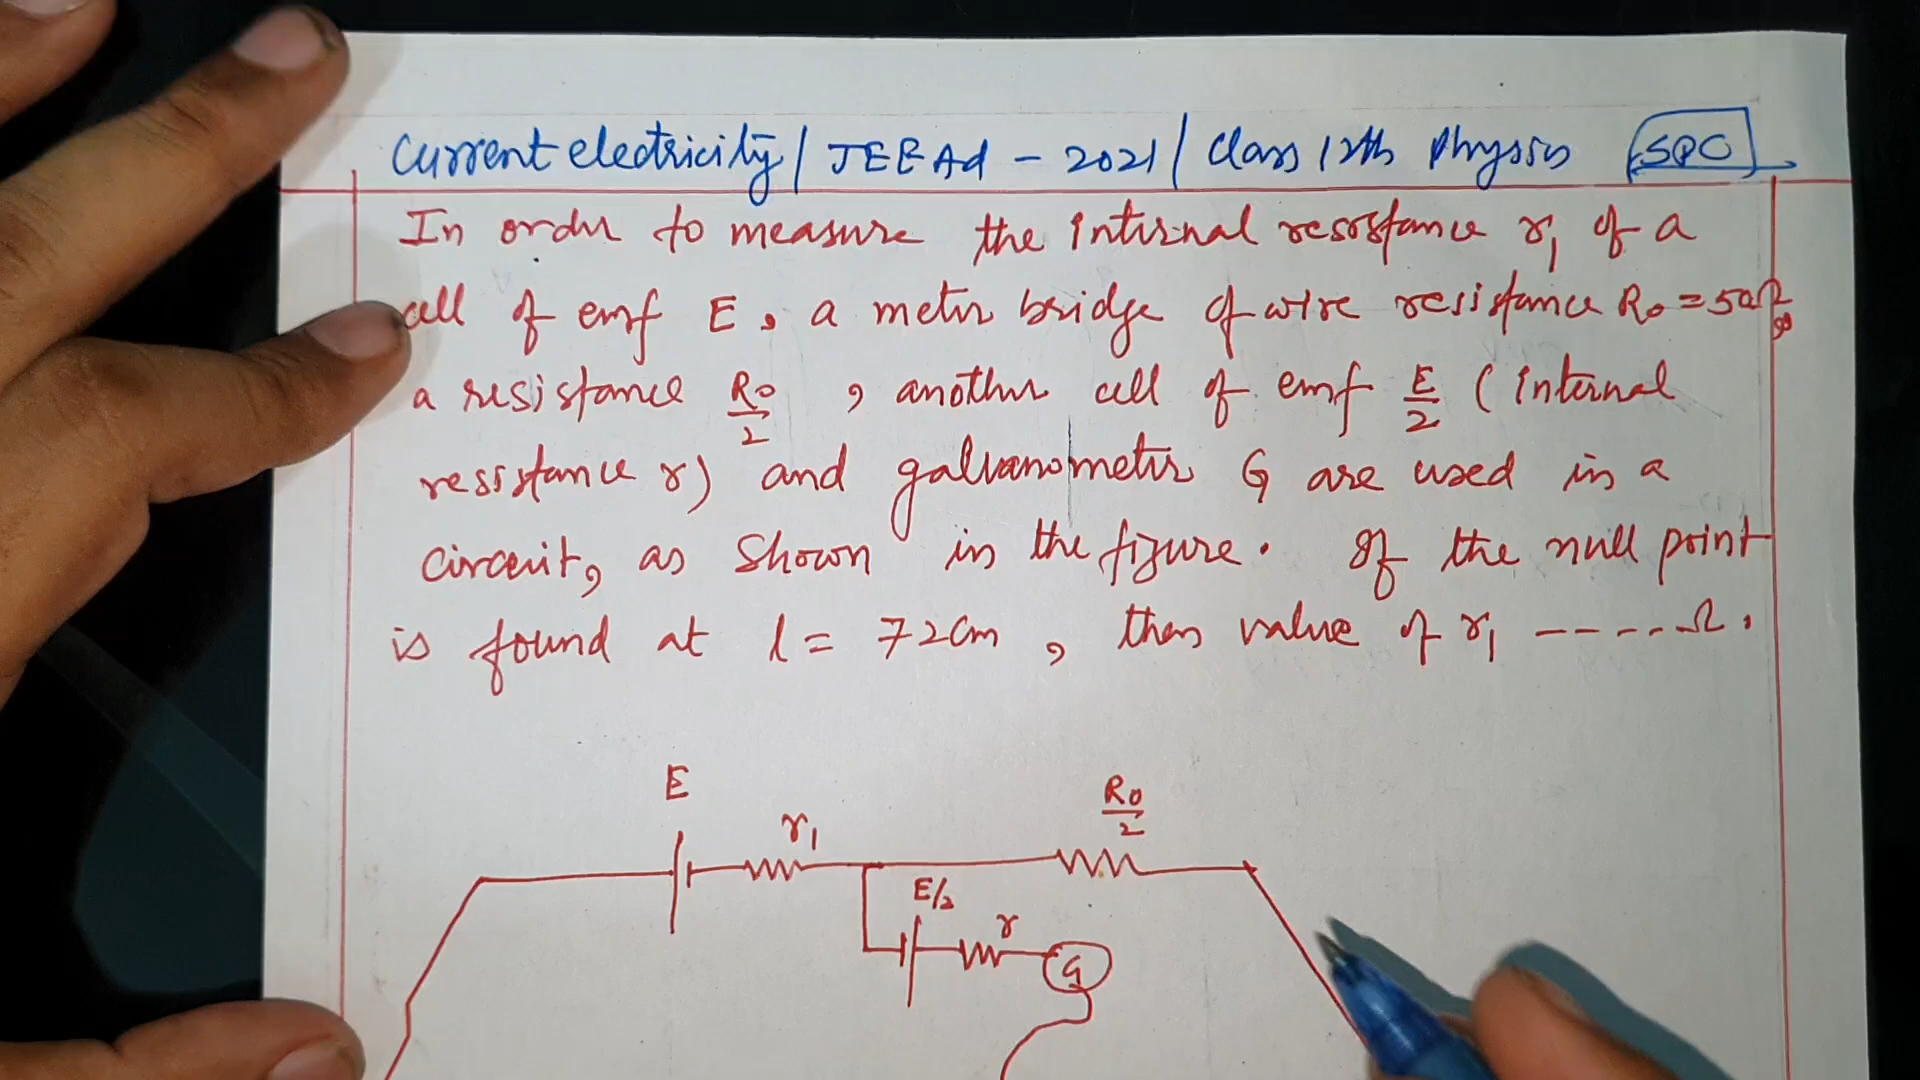 Current electricity / JEE Ad - 2021 / Class 12th Physics SPC
In order to measure the internal resistance r₁ of a
cell of emf E, a meter bridge of wire resistance R₀ = 50Ω,
a resistance R₀/2, another cell of emf E/2 (internal
resistance r) and galvanometer G are used in a
circuit, as shown in the figure. If the null point
is found at l = 72cm, then value of r₁ ----Ω.
E
R₀/2
r₁
E/2
r
G